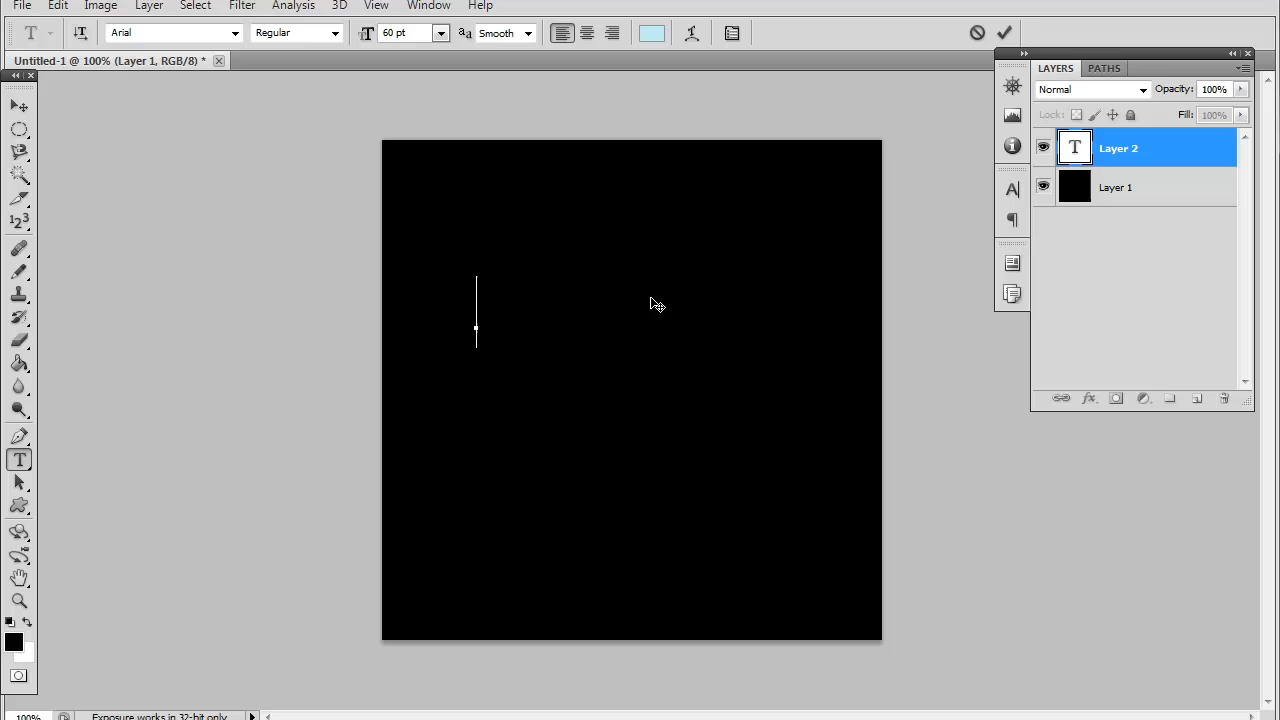 File Edit Image Layer Select Filter Analysis 3D View Window Help
T Arial Regular 60 pt Smooth
Untitled-1 @ 100% (Layer 1, RGB/8) *
LAYERS PATHS
Normal Opacity: 100%
Lock: Fill: 100%
T Layer 2
Layer 1
100% Exposure works in 32-bit only